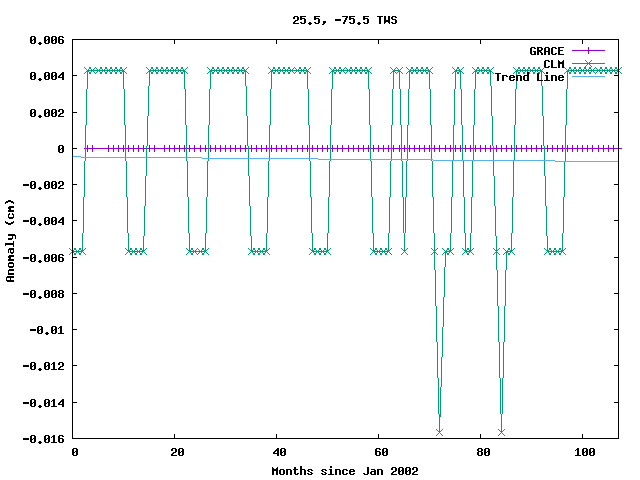 25.5, -75.5 TWS
0.006
0.004
0.002
0
-0.002
-0.004
-0.006
-0.008
-0.01
-0.012
-0.014
-0.016
Anomaly (cm)
GRACE
CLM
Trend Line
0 20 40 60 80 100
Months since Jan 2002